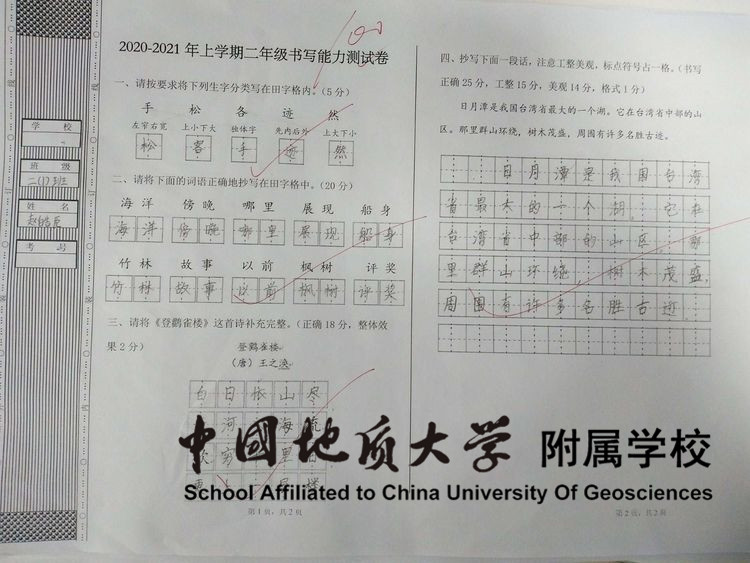 100
2020-2021年上学期二年级书写能力测试卷
一、请按要求将下列生字分类写在田字格内。(5分)
手 松 各 迹 然
左窄右宽 上小下大 独体字 先内后外 上大下小
松 各 手 迹 然
二、请将下面的词语正确地抄写在田字格中。(20分)
海洋 傍晚 哪里 展现 船身
海洋 傍晚 哪里 展现 船身
竹林 故事 以前 枫树 评奖
竹林 故事 以前 枫树 评奖
三、请将《登鹳雀楼》这首诗补充完整。(正确18分，整体效
果2分)
登鹳雀楼
(唐)王之涣
白日依山尽
河 海流
穷 里
第1页，共2页
学校
班级
二(1)班
姓名
考号
四、抄写下面一段话，注意工整美观，标点符号占一格。(书写
正确25分，工整15分，美观14分，格式1分)
日月潭是我国台湾省最大的一个湖。它在台湾省中部的山
区。那里群山环绕，树木茂盛，周围有许多名胜古迹。
日月潭是我国台湾
省最大的一个湖。它在
台湾省中部的山区。那
里群山环绕，树木茂盛，
周围有许多名胜古迹。
第2页，共2页
中國地质大学 附属学校
School Affiliated to China University Of Geosciences